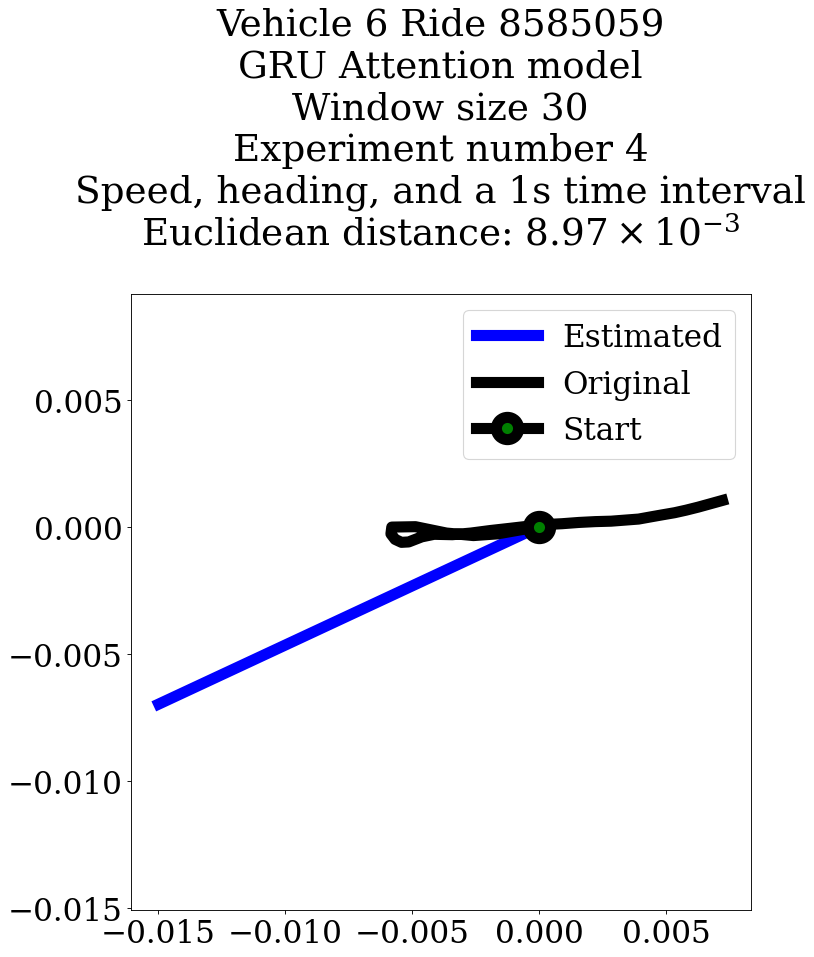 Vehicle 6 Ride 8585059
GRU Attention model
Window size 30
Experiment number 4
Speed, heading, and a 1s time interval
Euclidean distance: 8.97 × 10⁻³
Estimated
Original
Start
0.005
0.000
−0.005
−0.010
−0.015
−0.015 −0.010 −0.005 0.000 0.005